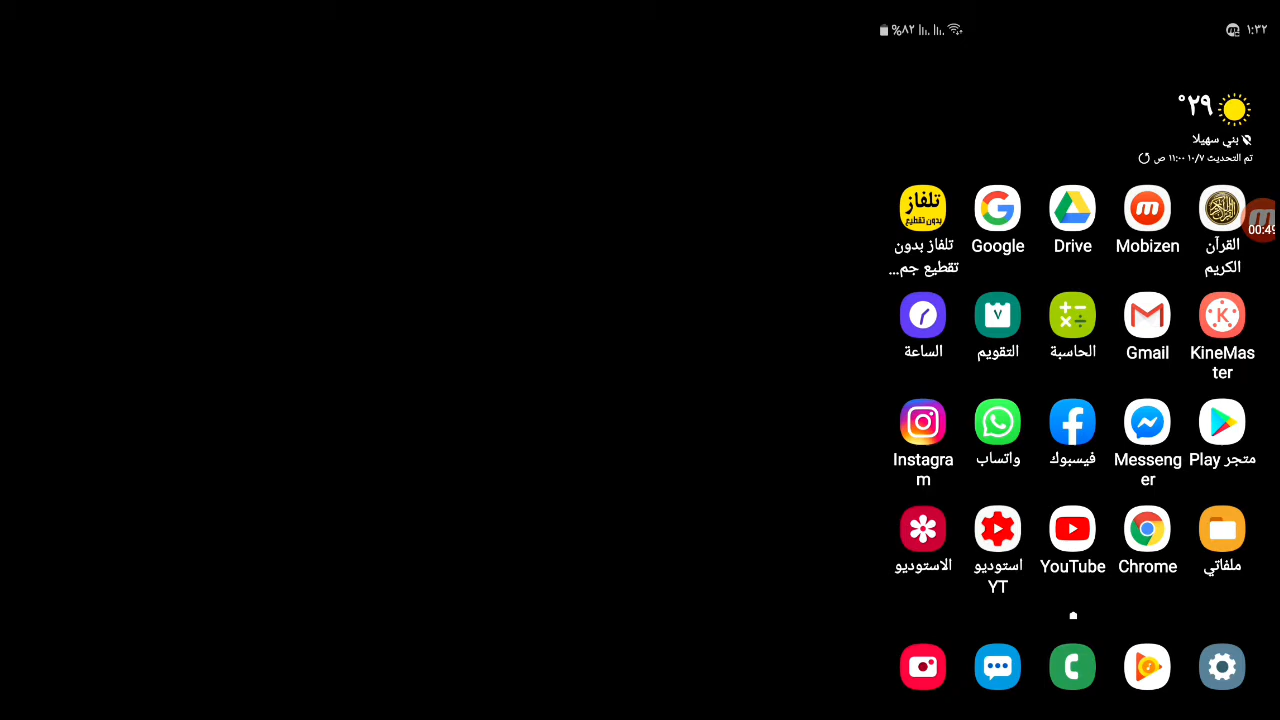 ١:٣٢
%٨٢
°٢٩
بني سهيلا
تم التحديث ١٠/٧ ١١:٠٠ ص
00:49
القرآن
الكريم
Mobizen
Drive
Google
تلفاز
بدون تقطيع
تلفاز بدون
تقطيع جم...
KineMas
ter
Gmail
الحاسبة
٧
التقويم
الساعة
متجر Play
Messeng
er
فيسبوك
واتساب
Instagra
m
ملفاتي
Chrome
YouTube
استوديو
YT
الاستوديو